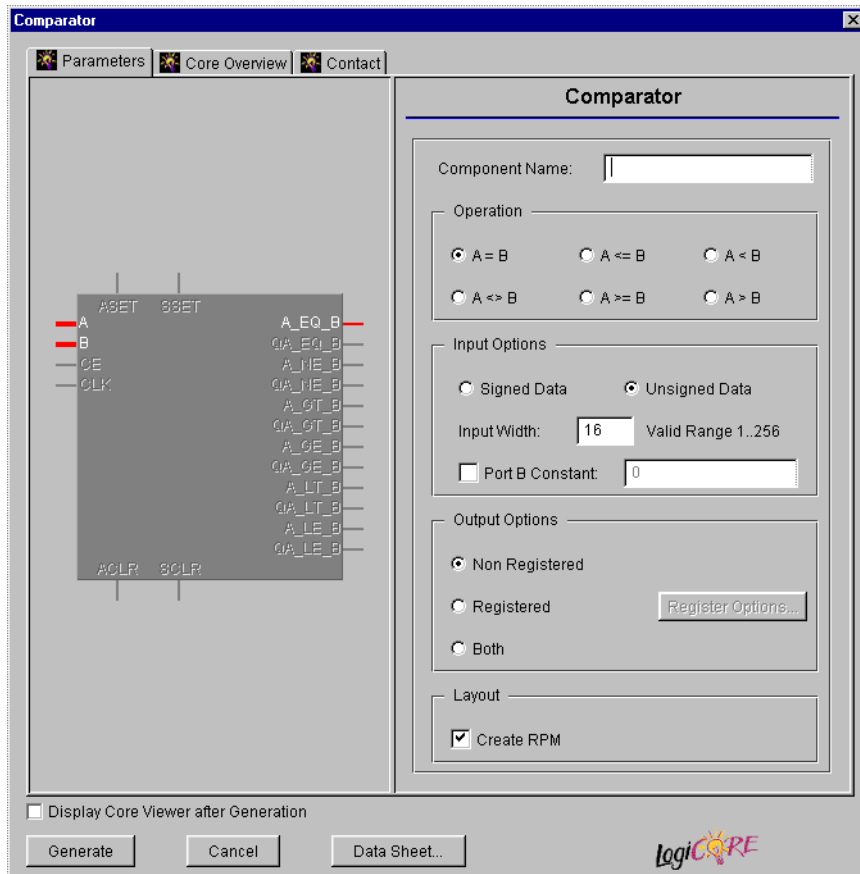 Comparator
Parameters Core Overview Contact
Comparator
Component Name:
Operation
A = B A <= B A < B
A <> B A >= B A > B
Input Options
Signed Data Unsigned Data
Input Width: 16 Valid Range 1..256
Port B Constant: 0
Output Options
Non Registered
Registered Register Options...
Both
Layout
Create RPM
ASET SSET
A A_EQ_B
B QA_EQ_B
CE A_NE_B
CLK QA_NE_B
A_GT_B
QA_GT_B
A_GE_B
QA_GE_B
A_LT_B
QA_LT_B
A_LE_B
QA_LE_B
ACLR SCLR
Display Core Viewer after Generation
Generate Cancel Data Sheet...
LogiCORE